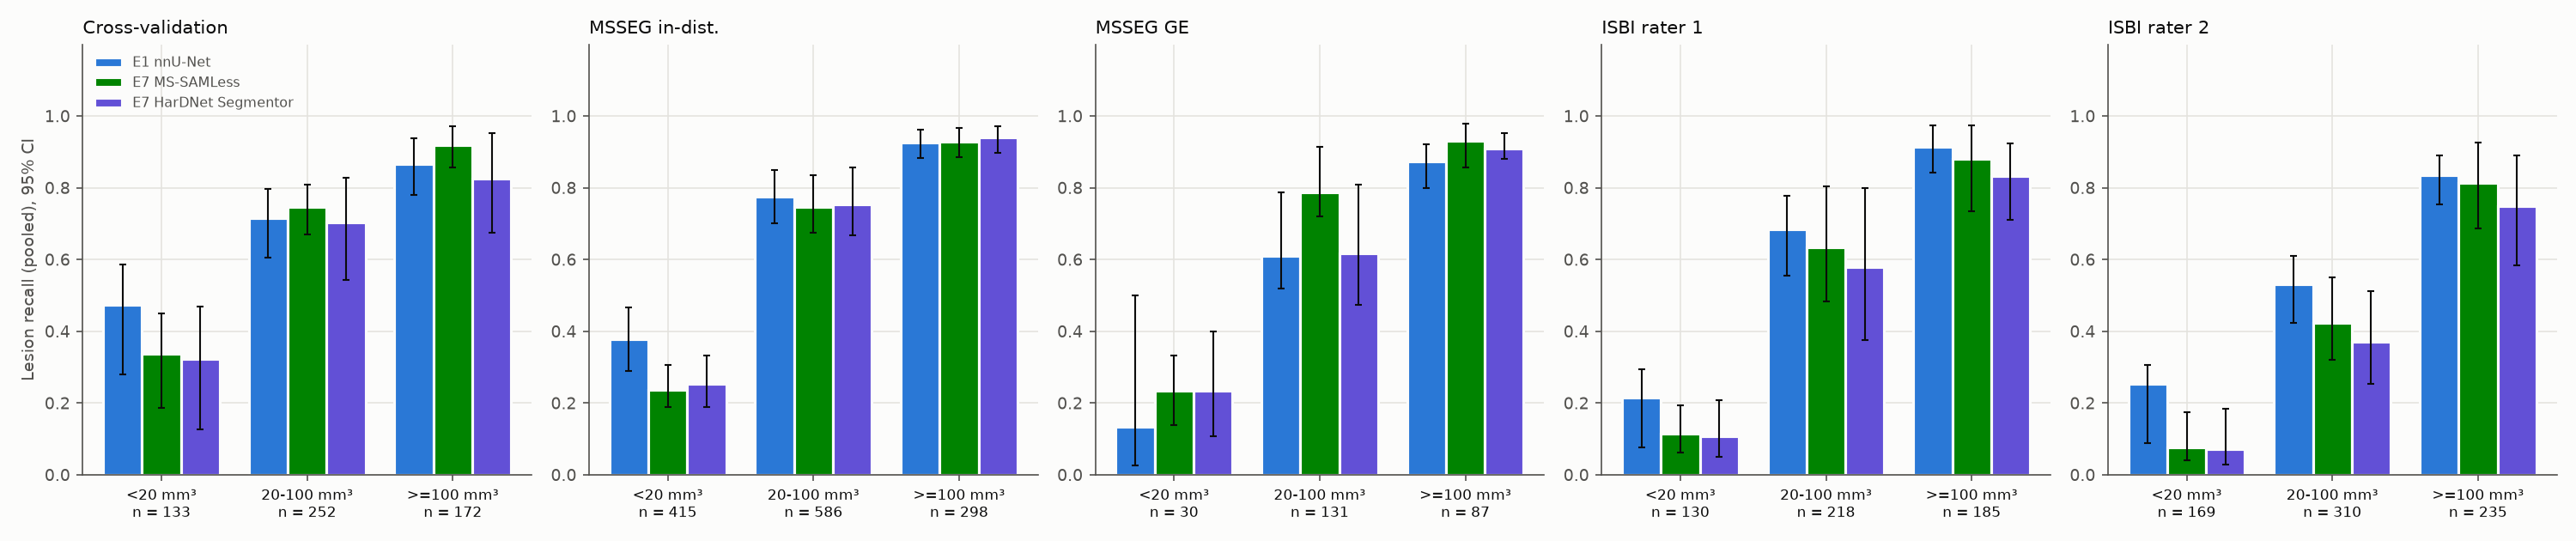 Cross-validation
E1 nnU-Net
E7 MS-SAMLess
E7 HarDNet Segmentor
Lesion recall (pooled), 95% CI
1.0
0.8
0.6
0.4
0.2
0.0
<20 mm³
n = 133
20-100 mm³
n = 252
>=100 mm³
n = 172
MSSEG in-dist.
1.0
0.8
0.6
0.4
0.2
0.0
<20 mm³
n = 415
20-100 mm³
n = 586
>=100 mm³
n = 298
MSSEG GE
1.0
0.8
0.6
0.4
0.2
0.0
<20 mm³
n = 30
20-100 mm³
n = 131
>=100 mm³
n = 87
ISBI rater 1
1.0
0.8
0.6
0.4
0.2
0.0
<20 mm³
n = 130
20-100 mm³
n = 218
>=100 mm³
n = 185
ISBI rater 2
1.0
0.8
0.6
0.4
0.2
0.0
<20 mm³
n = 169
20-100 mm³
n = 310
>=100 mm³
n = 235